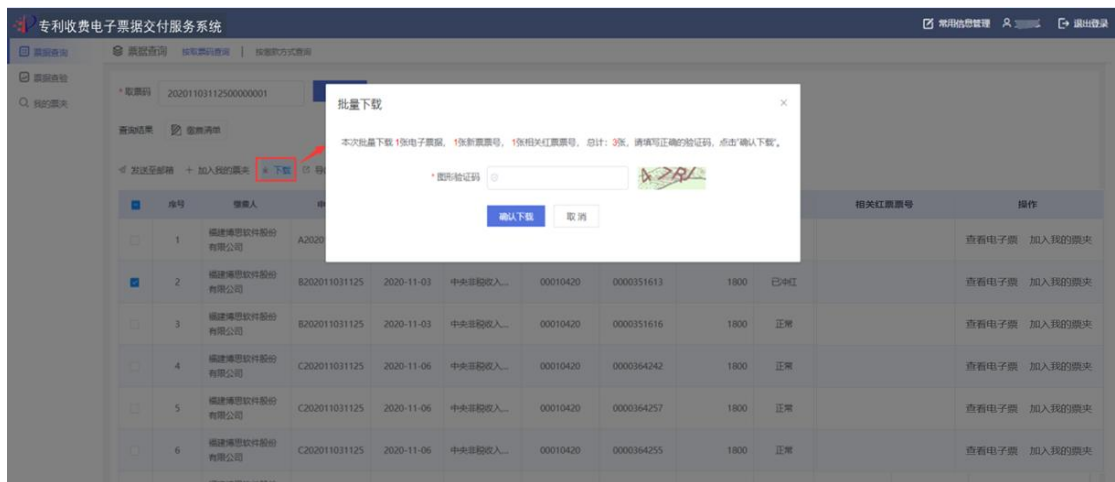 专利收费电子票据交付服务系统
常用信息管理
退出登录
票据查询
票据查询 按取票码查询 | 按缴款方式查询
票据查验
我的票夹
* 取票码 20201103112500000001
查询结果 缴费清单
发送至邮箱 + 加入我的票夹 下载
批量下载 ×
本次批量下载 1张电子票据, 1张新票票号, 1张相关红票票号, 总计: 3张, 请填写正确的验证码, 点击“确认下载”。
* 图形验证码
确认下载 取消
序号 缴费人 相关红票票号 操作
1 福建博思软件股份有限公司 A2020 查看电子票 加入我的票夹
2 福建博思软件股份有限公司 B202011031125 2020-11-03 中央非税收入... 00010420 0000351613 1800 已冲红 查看电子票 加入我的票夹
3 福建博思软件股份有限公司 B202011031125 2020-11-03 中央非税收入... 00010420 0000351616 1800 正常 查看电子票 加入我的票夹
4 福建博思软件股份有限公司 C202011031125 2020-11-06 中央非税收入... 00010420 0000364242 1800 正常 查看电子票 加入我的票夹
5 福建博思软件股份有限公司 C202011031125 2020-11-06 中央非税收入... 00010420 0000364257 1800 正常 查看电子票 加入我的票夹
6 福建博思软件股份有限公司 C202011031125 2020-11-06 中央非税收入... 00010420 0000364255 1800 正常 查看电子票 加入我的票夹